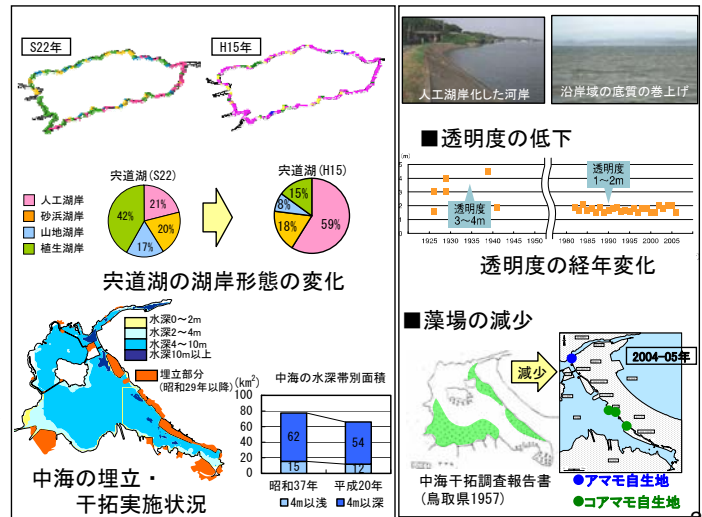 S22年
H15年
宍道湖(S22)
宍道湖(H15)
人工湖岸
砂浜湖岸
山地湖岸
植生湖岸
21%
20%
17%
42%
59%
18%
8%
15%
宍道湖の湖岸形態の変化
水深0～2m
水深2～4m
水深4～10m
水深10m以上
埋立部分
(昭和29年以降)
中海の埋立・
干拓実施状況
中海の水深帯別面積
(km²)
100
80
60
40
20
0
62
15
54
12
昭和37年
平成20年
4m以浅
4m以深
人工湖岸化した河岸
沿岸域の底質の巻上げ
■透明度の低下
(m)
5
4
3
2
1
0
透明度
3～4m
透明度
1～2m
1925
1930
1935
1940
1945
1950
1980
1985
1990
1995
2000
2005
透明度の経年変化
■藻場の減少
減少
2004-05年
中海干拓調査報告書
(鳥取県1957)
●アマモ自生地
●コアマモ自生地